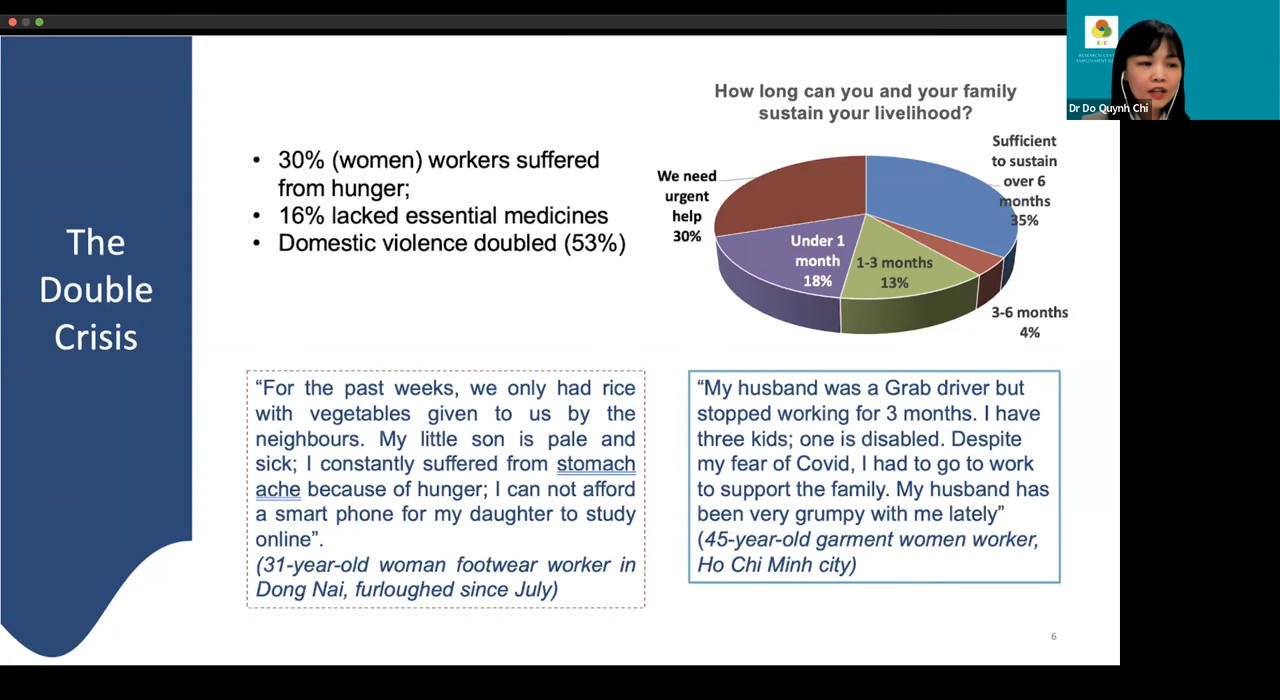 The
Double
Crisis
• 30% (women) workers suffered
from hunger;
• 16% lacked essential medicines
• Domestic violence doubled (53%)
How long can you and your family
sustain your livelihood?
Sufficient
to sustain
over 6
months
35%
We need
urgent
help
30%
Under 1
month
18%
1-3 months
13%
3-6 months
4%
“For the past weeks, we only had rice
with vegetables given to us by the
neighbours. My little son is pale and
sick; I constantly suffered from stomach
ache because of hunger; I can not afford
a smart phone for my daughter to study
online”.
(31-year-old woman footwear worker in
Dong Nai, furloughed since July)
“My husband was a Grab driver but
stopped working for 3 months. I have
three kids; one is disabled. Despite
my fear of Covid, I had to go to work
to support the family. My husband has
been very grumpy with me lately”
(45-year-old garment women worker,
Ho Chi Minh city)
6
Dr Do Quynh Chi